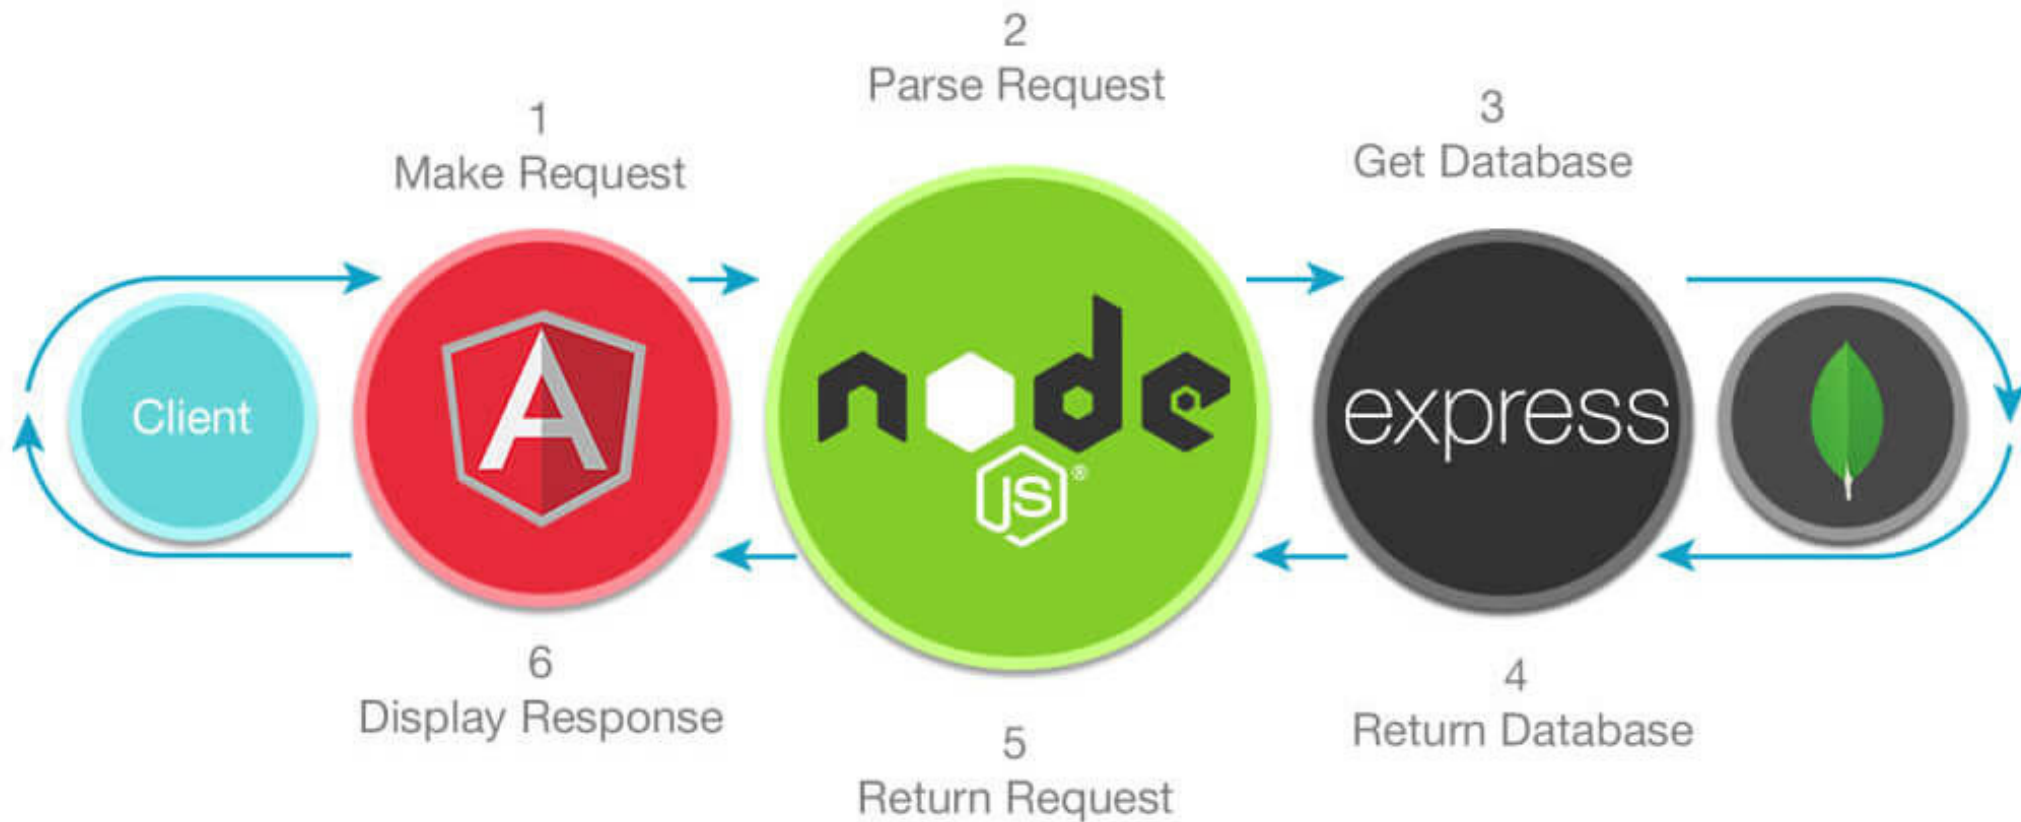 2
Parse Request
1
Make Request
3
Get Database
Client
A
node
JS®
express
6
Display Response
4
Return Database
5
Return Request